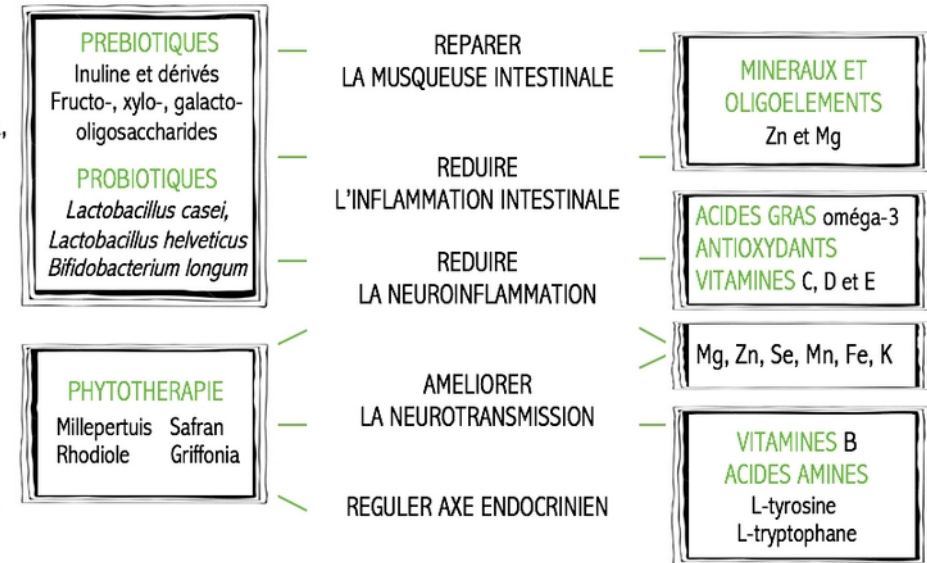 PREBIOTIQUES
Inuline et dérivés
Fructo-, xylo-, galacto-
oligosaccharides
PROBIOTIQUES
Lactobacillus casei,
Lactobacillus helveticus
Bifidobacterium longum
PHYTOTHERAPIE
Millepertuis Safran
Rhodiole Griffonia
REPARER
LA MUSQUEUSE INTESTINALE
REDUIRE
L'INFLAMMATION INTESTINALE
REDUIRE
LA NEUROINFLAMMATION
AMELIORER
LA NEUROTRANSMISSION
REGULER AXE ENDOCRINIEN
MINERAUX ET
OLIGOELEMENTS
Zn et Mg
ACIDES GRAS oméga-3
ANTIOXYDANTS
VITAMINES C, D et E
Mg, Zn, Se, Mn, Fe, K
VITAMINES B
ACIDES AMINES
L-tyrosine
L-tryptophane